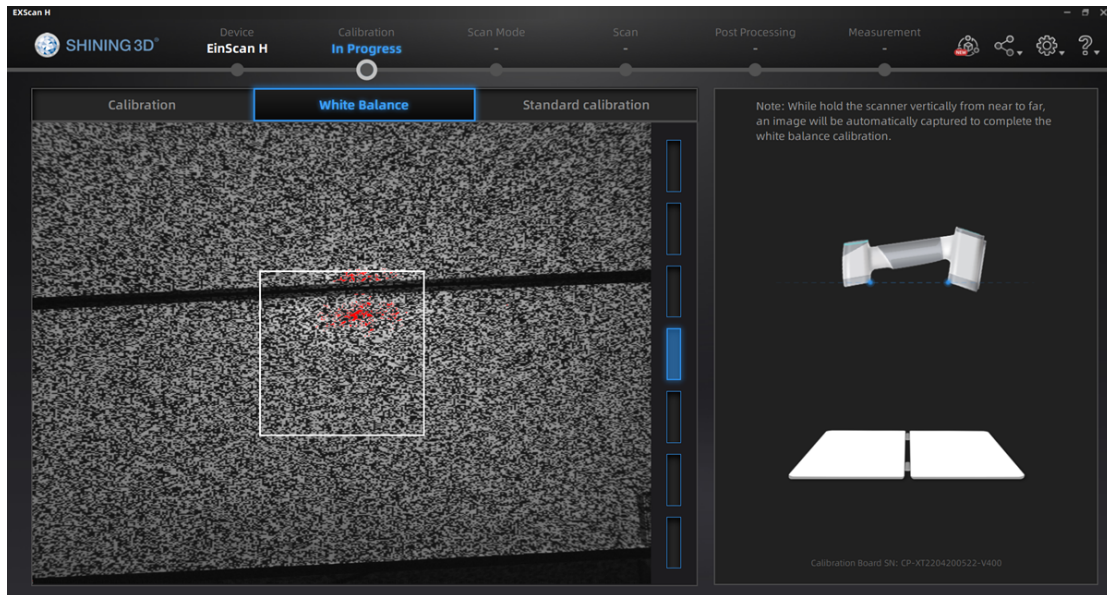 EXScan H
SHINING 3D®
Device
EinScan H
Calibration
In Progress
Scan Mode
-
Scan
-
Post Processing
-
Measurement
-
NEW
Calibration
White Balance
Standard calibration
Note: While hold the scanner vertically from near to far,
an image will be automatically captured to complete the
white balance calibration.
Calibration Board SN: CP-XT2204200522-V400